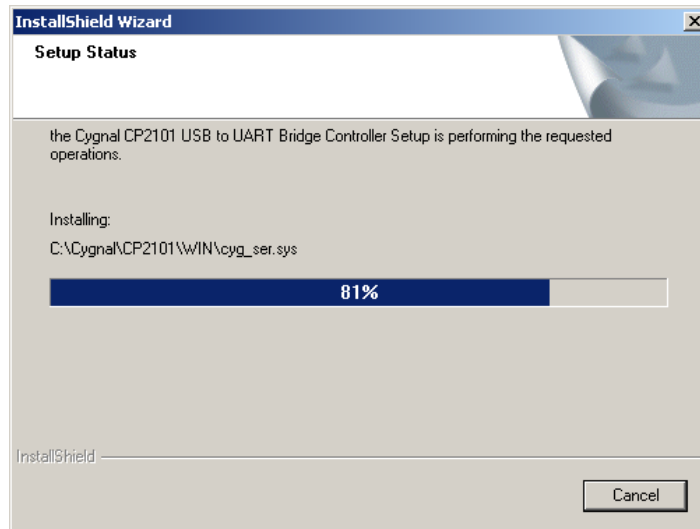 InstallShield Wizard
Setup Status
the Cygnal CP2101 USB to UART Bridge Controller Setup is performing the requested
operations.
Installing:
C:\Cygnal\CP2101\WIN\cyg_ser.sys
81%
InstallShield
Cancel